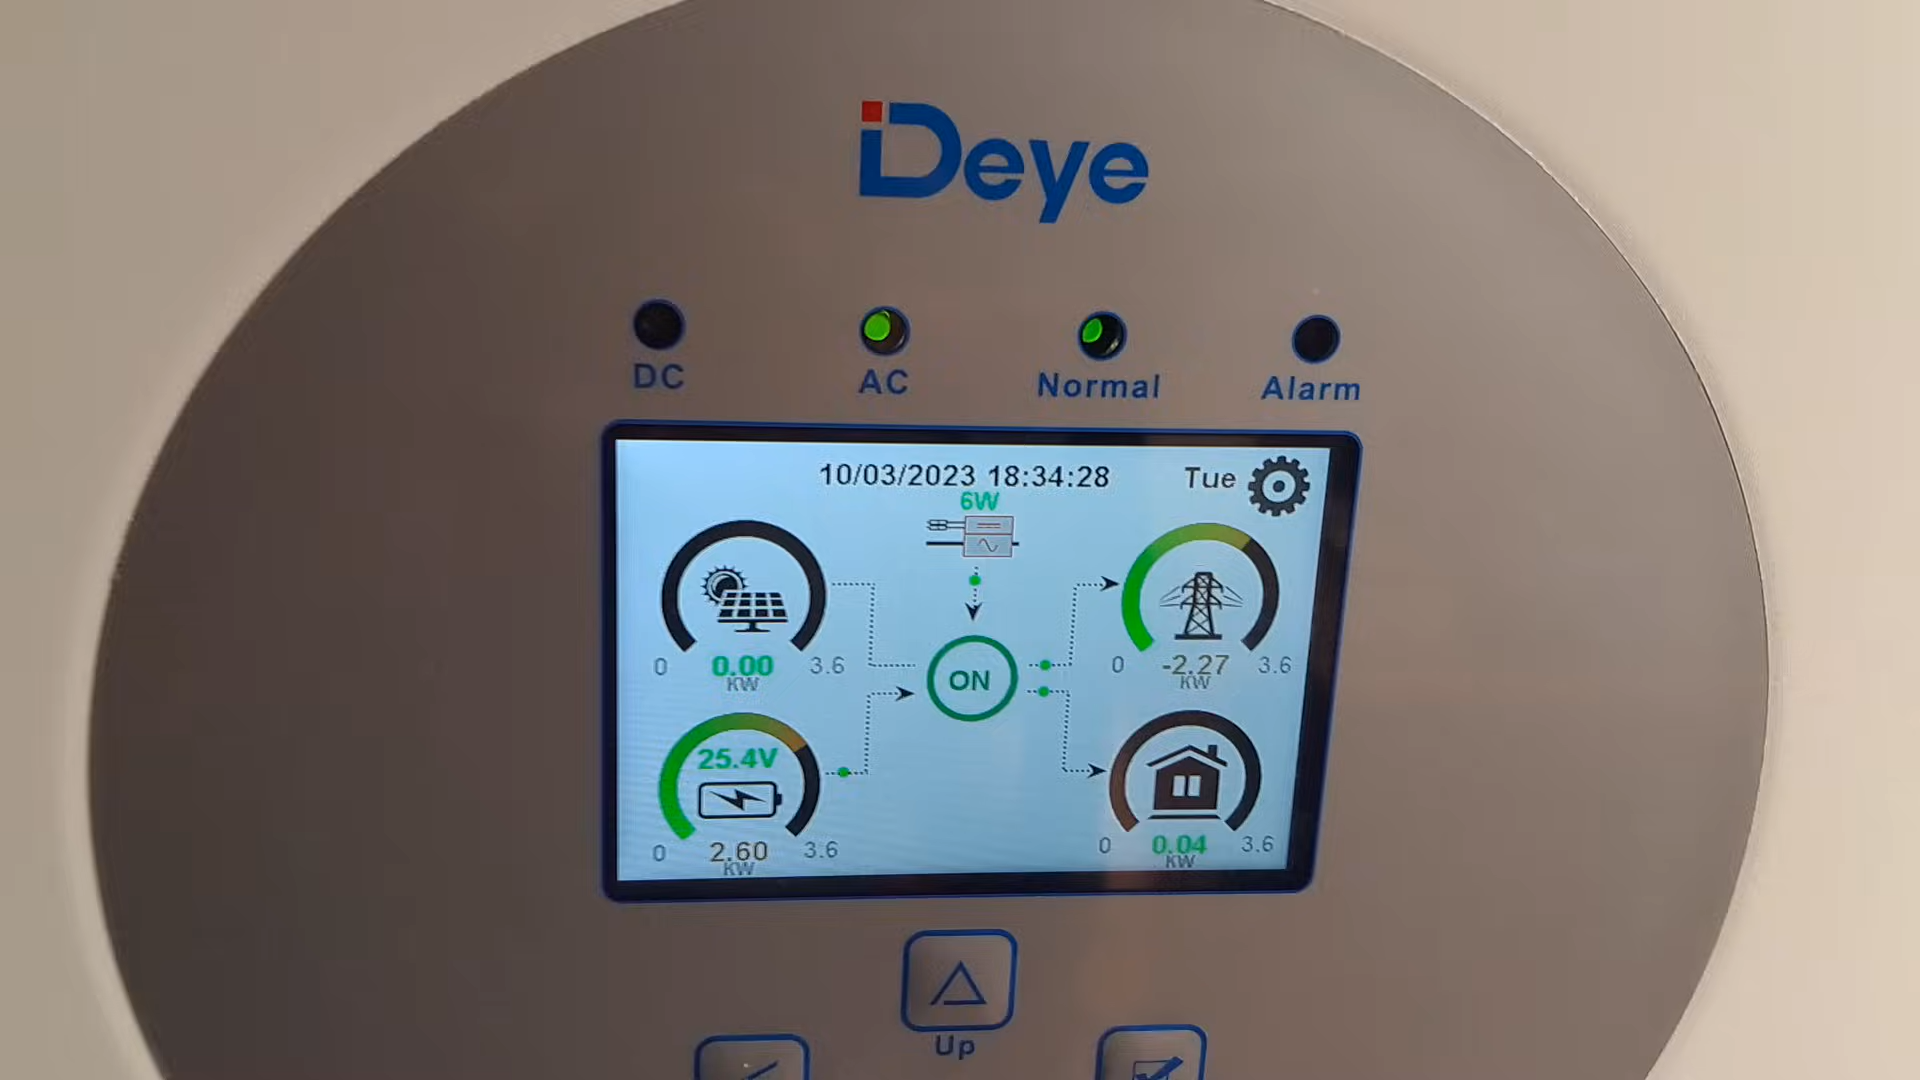 Deye
DC AC Normal Alarm
10/03/2023 18:34:28 Tue
6W
0 0.00 3.6
KW
0 -2.27 3.6
KW
ON
25.4V
0 2.60 3.6
KW
0 0.04 3.6
KW
Up